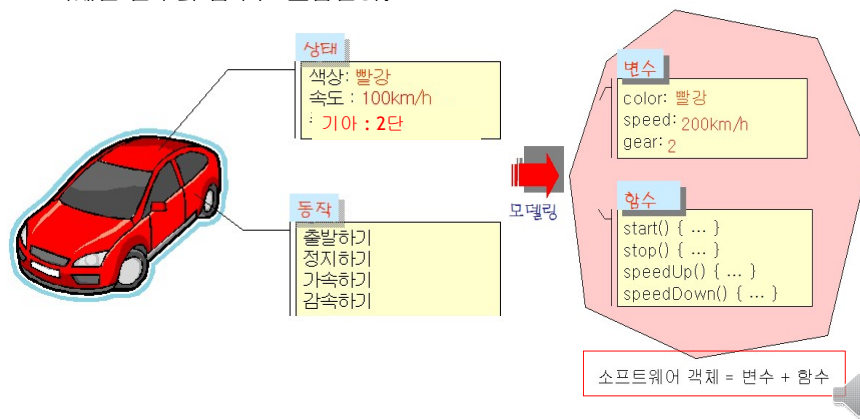 상태
색상: 빨강
속도 : 100km/h
: 기아 : 2단
동작
출발하기
정지하기
가속하기
감속하기
모델링
변수
color: 빨강
speed: 200km/h
gear: 2
함수
start() { ... }
stop() { ... }
speedUp() { ... }
speedDown() { ... }
소프트웨어 객체 = 변수 + 함수